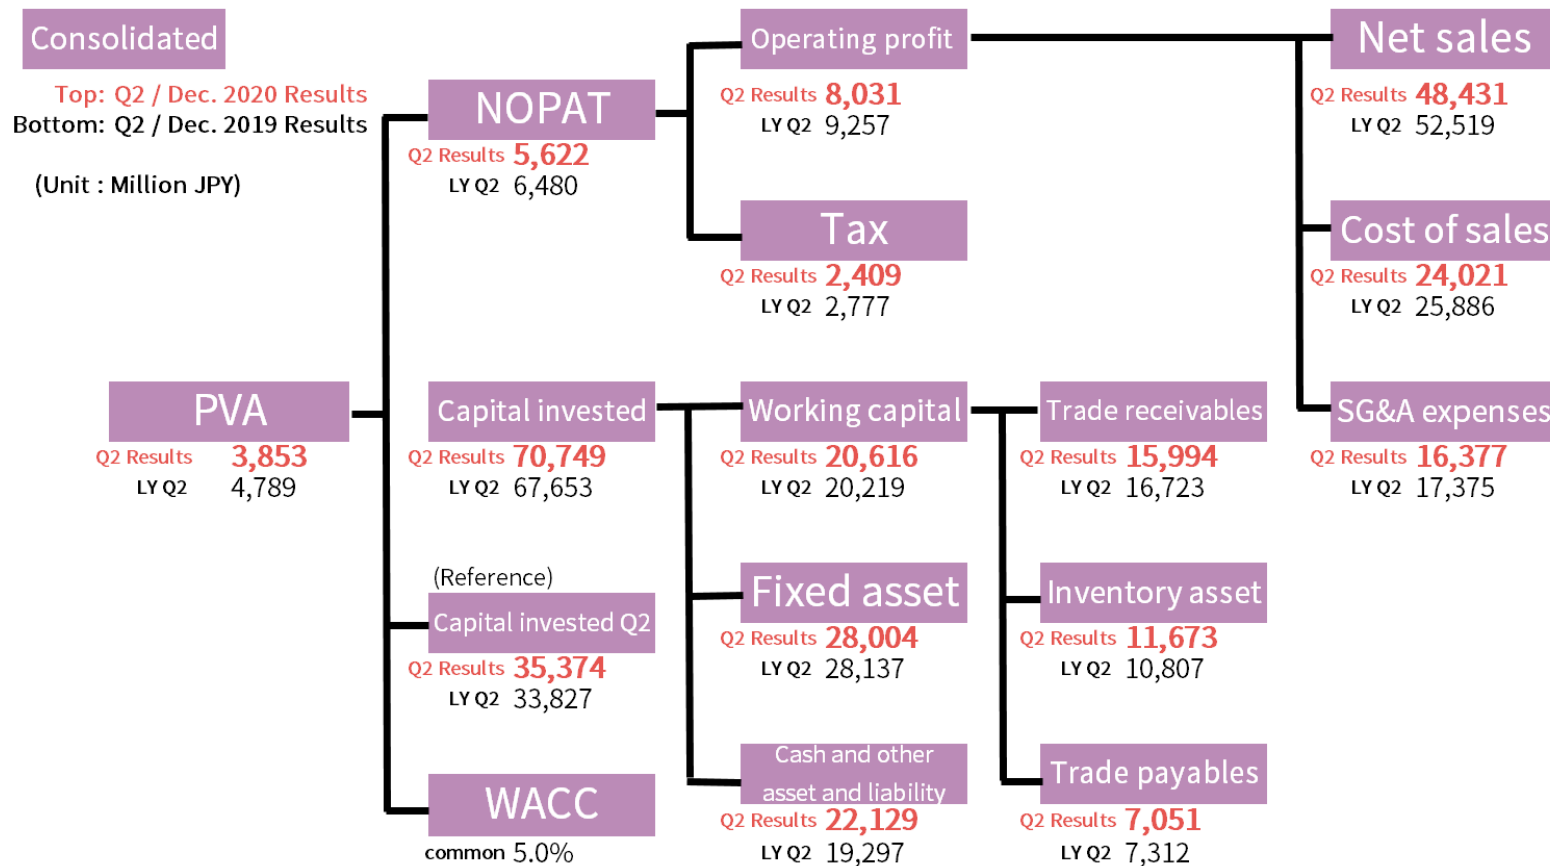 Consolidated
Top: Q2 / Dec. 2020 Results
Bottom: Q2 / Dec. 2019 Results
(Unit : Million JPY)
PVA
Q2 Results 3,853
LY Q2 4,789
NOPAT
Q2 Results 5,622
LY Q2 6,480
Capital invested
Q2 Results 70,749
LY Q2 67,653
(Reference)
Capital invested Q2
Q2 Results 35,374
LY Q2 33,827
WACC
common 5.0%
Operating profit
Q2 Results 8,031
LY Q2 9,257
Tax
Q2 Results 2,409
LY Q2 2,777
Working capital
Q2 Results 20,616
LY Q2 20,219
Fixed asset
Q2 Results 28,004
LY Q2 28,137
Cash and other
asset and liability
Q2 Results 22,129
LY Q2 19,297
Trade receivables
Q2 Results 15,994
LY Q2 16,723
Inventory asset
Q2 Results 11,673
LY Q2 10,807
Trade payables
Q2 Results 7,051
LY Q2 7,312
Net sales
Q2 Results 48,431
LY Q2 52,519
Cost of sales
Q2 Results 24,021
LY Q2 25,886
SG&A expenses
Q2 Results 16,377
LY Q2 17,375